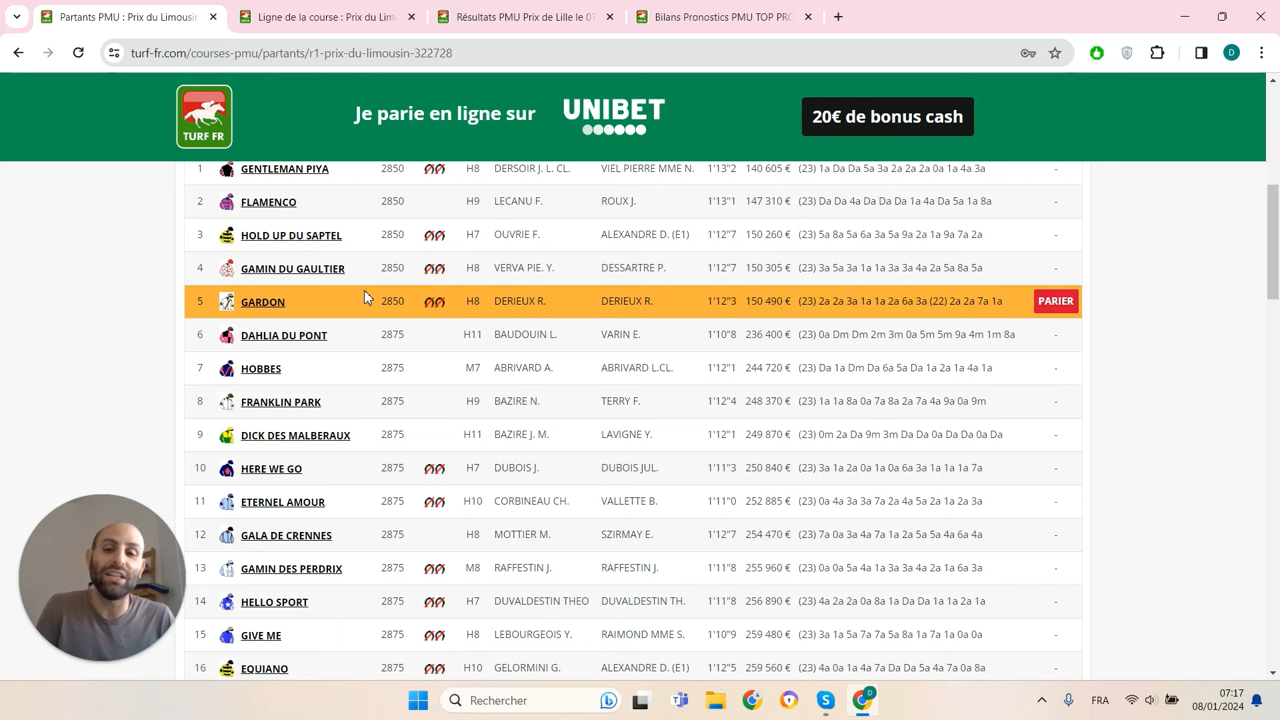 Partants PMU : Prix du Limousin
Ligne de la course : Prix du Lim
Résultats PMU Prix de Lille le 07
Bilans Pronostics PMU TOP PRO
turf-fr.com/courses-pmu/partants/r1-prix-du-limousin-322728
D
TURF FR
Je parie en ligne sur UNIBET
20€ de bonus cash
1 GENTLEMAN PIYA 2850 H8 DERSOIR J. L. CL. VIEL PIERRE MME N. 1'13"2 140 605 € (23) 1a Da Da 5a 3a 2a 2a 2a 0a 1a 4a 3a -
2 FLAMENCO 2850 H9 LECANU F. ROUX J. 1'13"1 147 310 € (23) Da Da 4a Da Da Da 1a 4a Da 5a 1a 8a -
3 HOLD UP DU SAPTEL 2850 H7 OUVRIE F. ALEXANDRE D. (E1) 1'12"7 150 260 € (23) 5a 8a 5a 6a 3a 5a 9a 2a 1a 9a 7a 2a -
4 GAMIN DU GAULTIER 2850 H8 VERVA PIE. Y. DESSARTRE P. 1'12"7 150 305 € (23) 3a 5a 3a 1a 1a 3a 3a 4a 2a 5a 8a 5a -
5 GARDON 2850 H8 DERIEUX R. DERIEUX R. 1'12"3 150 490 € (23) 2a 2a 3a 1a 1a 2a 6a 3a (22) 2a 2a 7a 1a PARIER
6 DAHLIA DU PONT 2875 H11 BAUDOUIN L. VARIN E. 1'10"8 236 400 € (23) 0a Dm Dm 2m 3m 0a 5m 5m 9a 4m 1m 8a -
7 HOBBES 2875 M7 ABRIVARD A. ABRIVARD L.CL. 1'12"1 244 720 € (23) Da 1a Dm Da 6a 5a Da 1a 2a 1a 4a 1a -
8 FRANKLIN PARK 2875 H9 BAZIRE N. TERRY F. 1'12"4 248 370 € (23) 1a 1a 8a 0a 7a 8a 2a 7a 4a 9a 0a 9m -
9 DICK DES MALBERAUX 2875 H11 BAZIRE J. M. LAVIGNE Y. 1'12"1 249 870 € (23) 0m 2a Da 9m 3m Da Da 0a Da Da 0a Da -
10 HERE WE GO 2875 H7 DUBOIS J. DUBOIS JUL. 1'11"3 250 840 € (23) 3a 1a 2a 0a 1a 0a 6a 3a 1a 1a 1a 7a -
11 ETERNEL AMOUR 2875 H10 CORBINEAU CH. VALLETTE B. 1'11"0 252 885 € (23) 0a 4a 3a 3a 7a 2a 4a 5a 2a 1a 2a 3a -
12 GALA DE CRENNES 2875 H8 MOTTIER M. SZIRMAY E. 1'12"7 254 470 € (23) 7a 0a 1a 7a 1a 2a 5a 5a 4a 6a 4a -
13 GAMIN DES PERDRIX 2875 M8 RAFFESTIN J. RAFFESTIN J. 1'11"8 255 960 € (23) 0a 0a 5a 4a 1a 3a 3a 4a 2a 1a 6a 3a -
14 HELLO SPORT 2875 H7 DUVALDESTIN THEO DUVALDESTIN TH. 1'11"8 256 890 € (23) 4a 2a 2a 0a 8a 1a Da Da 1a 1a 2a 1a -
15 GIVE ME 2875 H8 LEBOURGEOIS Y. RAIMOND MME S. 1'10"9 259 480 € (23) 3a 1a 5a 7a 7a 5a 8a 1a 7a 1a 0a 0a -
16 EQUIANO 2875 H10 GELORMINI G. ALEXANDRE D. (E1) 1'12"5 259 560 € (23) 4a 0a 1a 4a 7a Da Da 5a 4a 7a 0a 8a -
Rechercher
FRA
07:17
08/01/2024